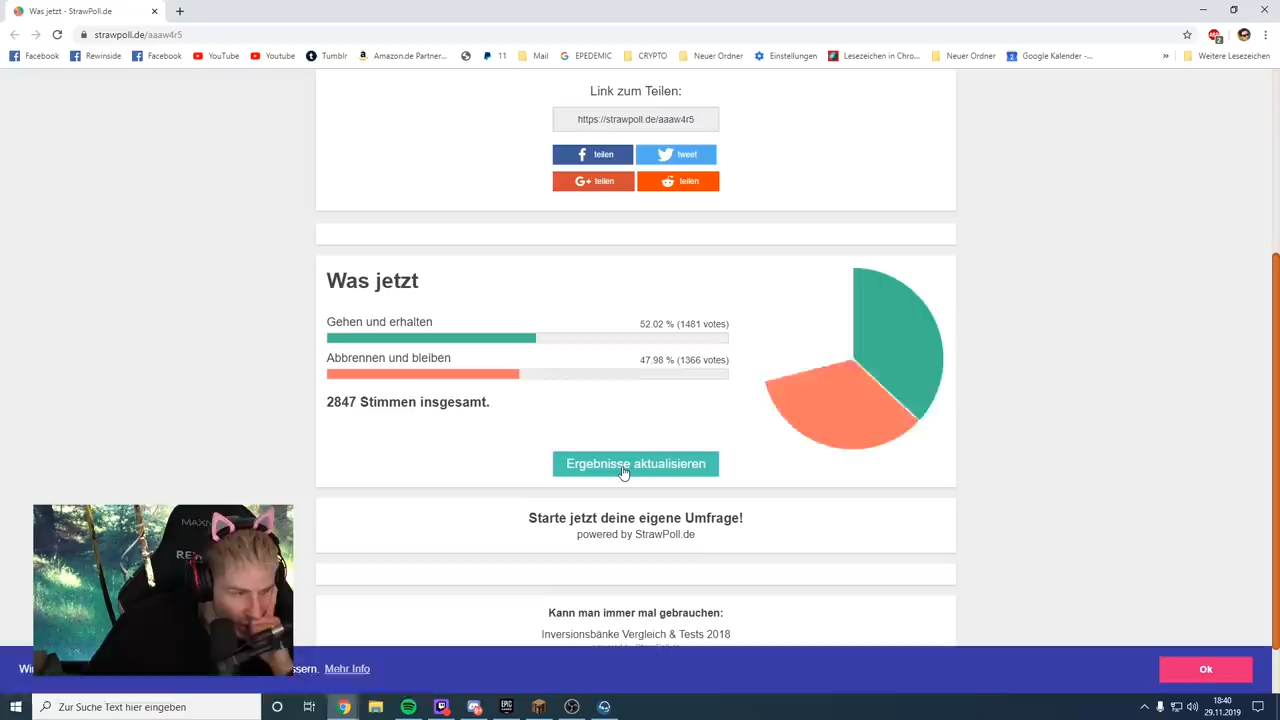 Was jetzt - StrawPoll.de
strawpoll.de/aaaw4r5
Facebook Rewinside Facebook YouTube Youtube Tumblr Amazon.de Partner... 11 Mail EPEDEMIC CRYPTO Neuer Ordner Einstellungen Lesezeichen in Chro... Neuer Ordner Google Kalender -... » Weitere Lesezeichen
Link zum Teilen:
https://strawpoll.de/aaaw4r5
teilen tweet
G+ teilen teilen
Was jetzt
Gehen und erhalten 52.02 % (1481 votes)
Abbrennen und bleiben 47.98 % (1366 votes)
2847 Stimmen insgesamt.
Ergebnisse aktualisieren
Starte jetzt deine eigene Umfrage!
powered by StrawPoll.de
Kann man immer mal gebrauchen:
Inversionsbänke Vergleich & Tests 2018
MAXN
RE
ssern. Mehr Info
Ok
Zur Suche Text hier eingeben
EPIC
18:40
29.11.2019